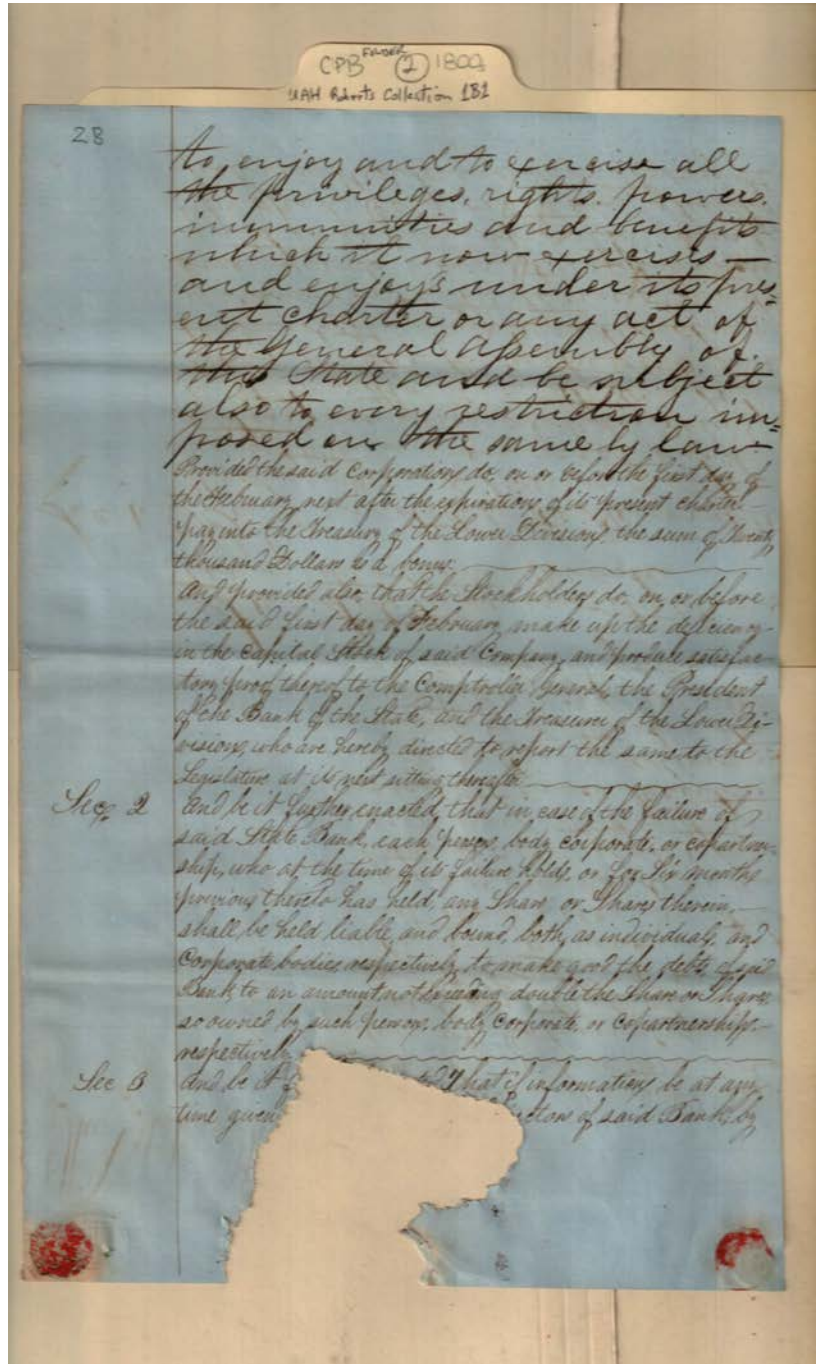 CPB FOLDER (2) 1809
UAH Roberts Collection 1B1
28
to enjoy and to exercise all
the privileges, rights, powers,
immunities and benefits
which it now exercises –
and enjoys under its pres=
ent charter or any act of
the General Assembly of
this State and be subject
also to every restriction im=
posed on the same by law
Provided the said Corporations do, on or before the first day of
the February next after the expirations of its present charter –
pay into the Treasury of the Lower Division, the sum of Twenty
thousand Dollars as a bonus.
And provided also, that the Stockholders do, on or before
the said first day of February make up the deficiency
in the Capital Stock of said Company, and produce satisfac-
tory proof thereof to the Comptroller General, the President
of the Bank of the State, and the Treasurer of the Lower Di-
vision, who are hereby directed to report the same to the
Legislature at its next sitting thereafter
Sec. 2 And be it further enacted, that in case of the failure of
said State Bank, each person, body corporate, or copartner-
ship, who at the time of its failure holds, or for Six months
previous thereto has held, any Share or Shares therein, –
shall be held liable, and bound, both, as individuals, and
Corporate bodies respectively, to make good the debts of said
Bank to an amount not exceeding double the Share or Shares
so owned by such person, body Corporate, or Copartnership –
respectively
Sec 3 And be it That if information be at any
time given of said Bank, by